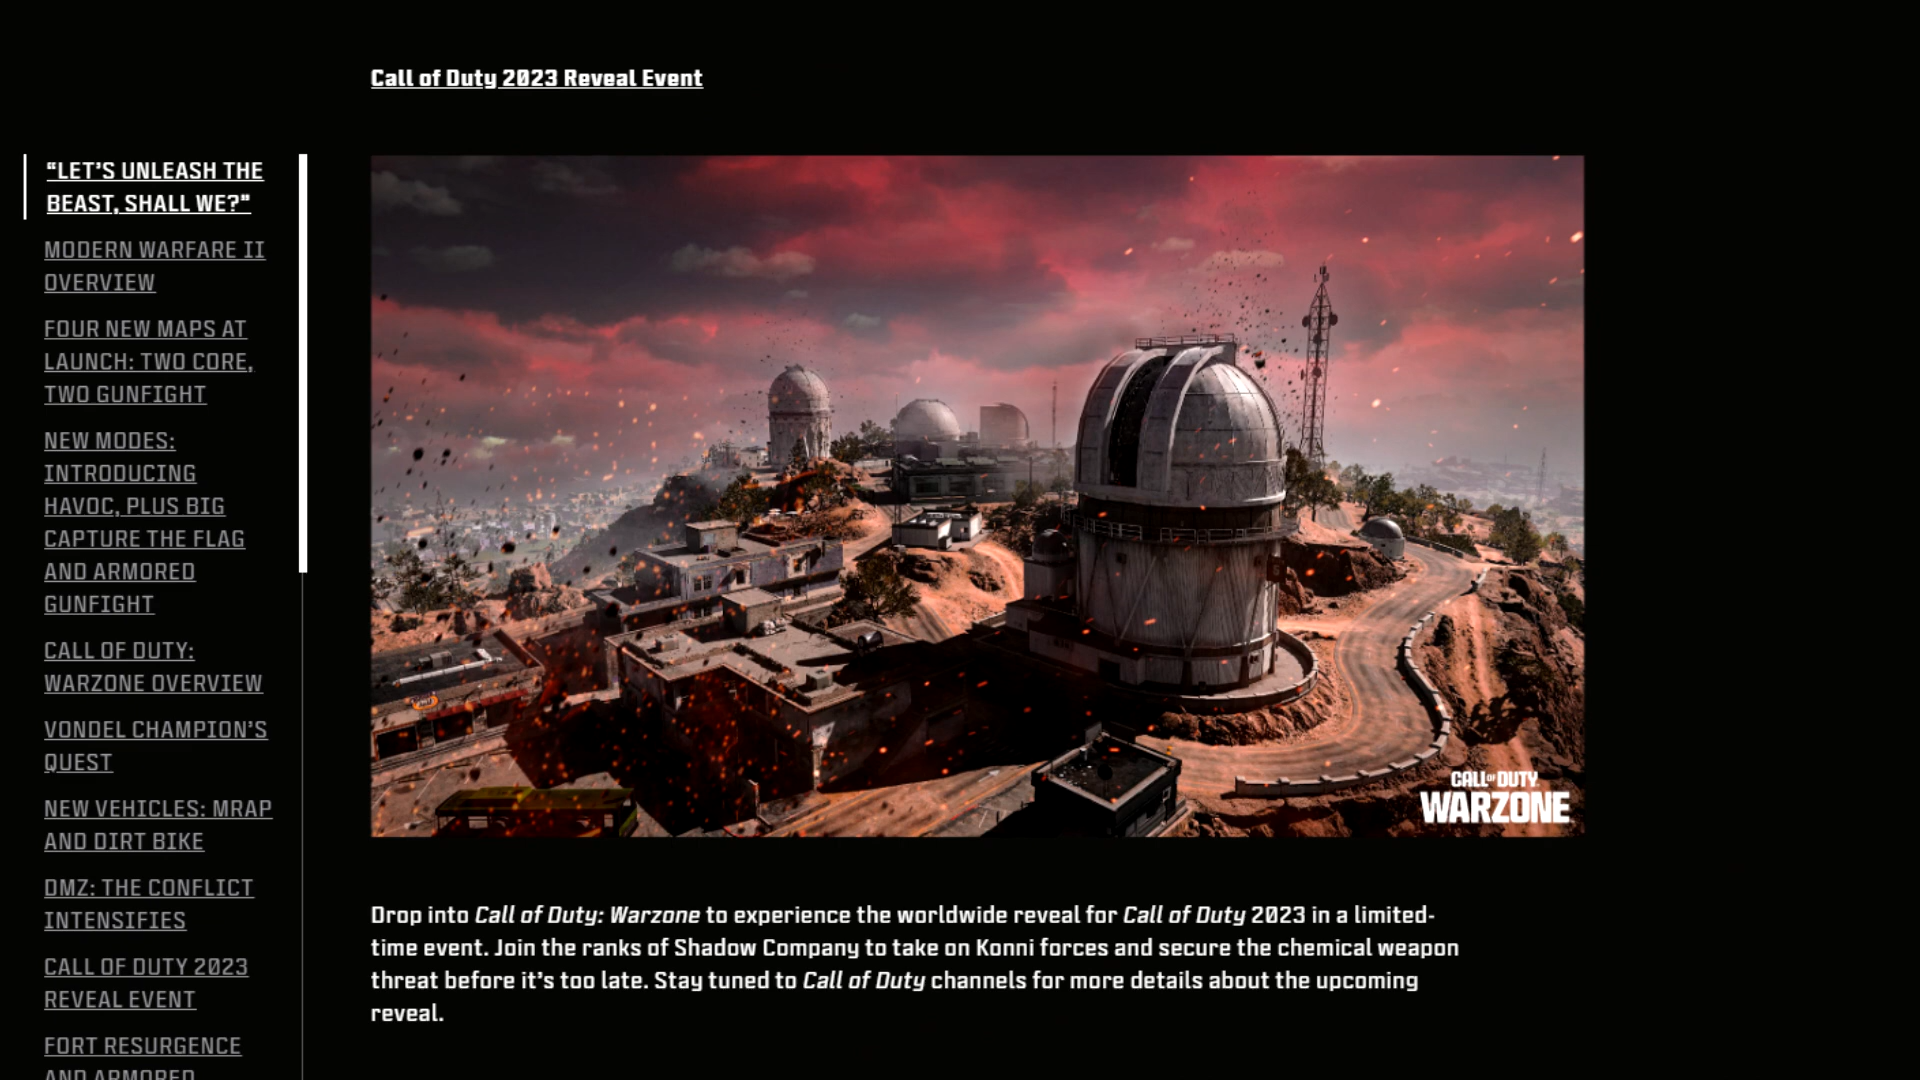 Call of Duty 2023 Reveal Event
“LET’S UNLEASH THE
BEAST, SHALL WE?”
MODERN WARFARE II
OVERVIEW
FOUR NEW MAPS AT
LAUNCH: TWO CORE,
TWO GUNFIGHT
NEW MODES:
INTRODUCING
HAVOC, PLUS BIG
CAPTURE THE FLAG
AND ARMORED
GUNFIGHT
CALL OF DUTY:
WARZONE OVERVIEW
VONDEL CHAMPION’S
QUEST
NEW VEHICLES: MRAP
AND DIRT BIKE
DMZ: THE CONFLICT
INTENSIFIES
CALL OF DUTY 2023
REVEAL EVENT
FORT RESURGENCE
AND ARMORED
CALL OF DUTY
WARZONE
Drop into Call of Duty: Warzone to experience the worldwide reveal for Call of Duty 2023 in a limited-
time event. Join the ranks of Shadow Company to take on Konni forces and secure the chemical weapon
threat before it’s too late. Stay tuned to Call of Duty channels for more details about the upcoming
reveal.